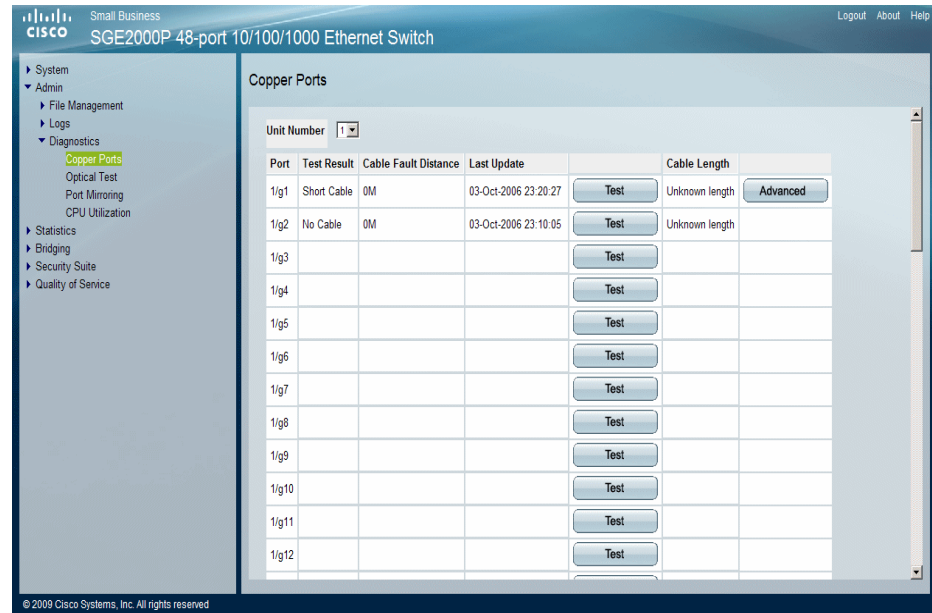 Small Business
Logout About Help
CISCO
SGE2000P 48-port 10/100/1000 Ethernet Switch
System
Admin
File Management
Logs
Diagnostics
Copper Ports
Optical Test
Port Mirroring
CPU Utilization
Statistics
Bridging
Security Suite
Quality of Service
Copper Ports
Unit Number 1
Port Test Result Cable Fault Distance Last Update Cable Length
1/g1 Short Cable 0M 03-Oct-2006 23:20:27 Test Unknown length Advanced
1/g2 No Cable 0M 03-Oct-2006 23:10:05 Test Unknown length
1/g3 Test
1/g4 Test
1/g5 Test
1/g6 Test
1/g7 Test
1/g8 Test
1/g9 Test
1/g10 Test
1/g11 Test
1/g12 Test
© 2009 Cisco Systems, Inc. All rights reserved